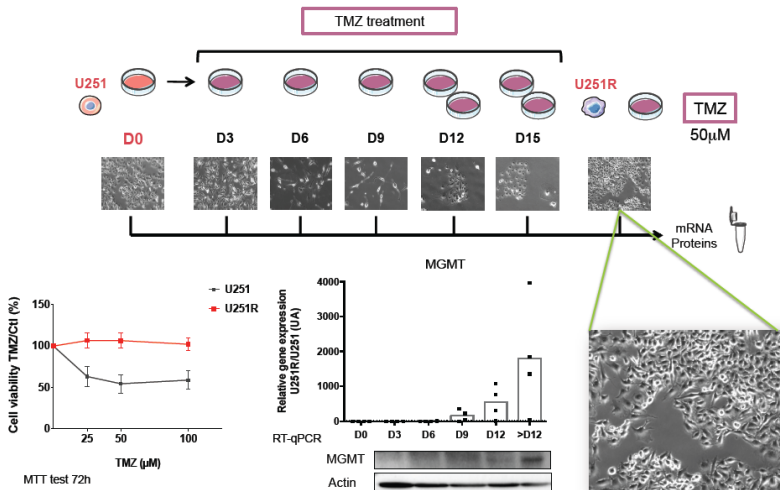 TMZ treatment
U251
U251R
TMZ
50µM
D0
D3
D6
D9
D12
D15
mRNA
Proteins
Cell viability TMZ/Ctl (%)
150
100
50
0
25
50
100
TMZ (µM)
U251
U251R
MTT test 72h
MGMT
Relative gene expression
U251R/U251 (UA)
4000
3000
2000
1000
0
D0
D3
D6
D9
D12
>D12
RT-qPCR
MGMT
Actin